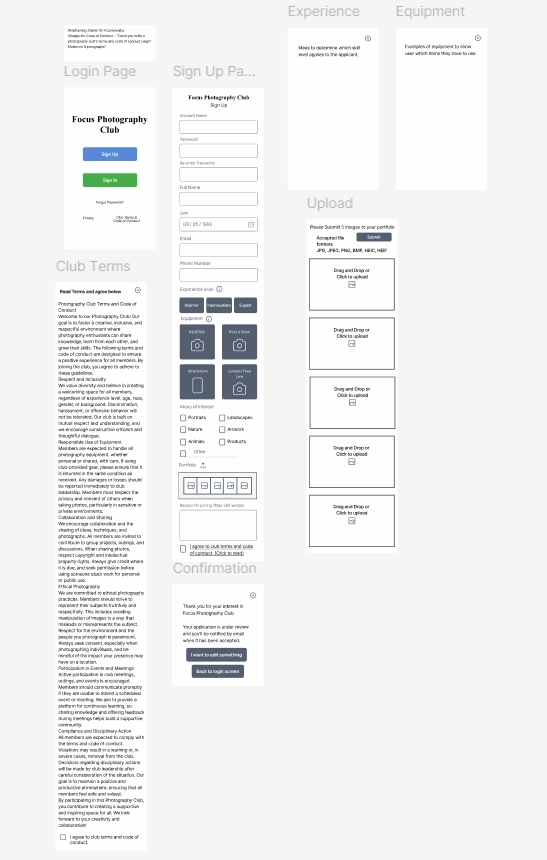 Wireframing Starter Kit (Community)
Chatgpt for Code of Conduct - "Could you write a
photography club's terms and code of conduct page?
Maximum 8 paragraphs"
Login Page
Focus Photography
Club
Sign Up
Sign In
Forgot Password?
Privacy
Club Terms &
Code of Conduct
Sign Up Pa...
Focus Photography Club
Sign Up
Account Name
Password
Re-enter Password
Full Name
Date
09 / 05 / 1998
Email
Phone Number
Experience level
Beginner
Intermediate
Expert
Equipment
DSLR/SLR
Point & Shoot
Smartphone
Compact Fixed
Lens
Areas of Interest
Portraits
Landscapes
Nature
Artwork
Animals
Products
Other
Portfolio
Reason for joining (Max 250 words)
I agree to club terms and code
of conduct. (Click to read)
Experience
Ideas to determine which skill
level applies to the applicant.
Equipment
Examples of equipment to show
user which items they have to use
Upload
Please Submit 5 images to your portfolio
Accepted file
formats
JPG, JPEG, PNG, BMP, HEIC, HEIF
Submit
Drag and Drop or
Click to upload
Drag and Drop or
Click to upload
Drag and Drop or
Click to upload
Drag and Drop or
Click to upload
Drag and Drop or
Click to upload
Club Terms
Read Terms and agree below
Photography Club Terms and Code of
Conduct
Welcome to our Photography Club! Our
goal is to foster a creative, inclusive, and
respectful environment where
photography enthusiasts can share
knowledge, learn from each other, and
grow their skills. The following terms and
code of conduct are designed to ensure
a positive experience for all members. By
joining the club, you agree to adhere to
these guidelines.
Respect and Inclusivity
We value diversity and believe in creating
a welcoming space for all members,
regardless of experience level, age, race,
gender, or background. Discrimination,
harassment, or offensive behavior will
not be tolerated. Our club is built on
mutual respect and understanding, and
we encourage constructive criticism and
thoughtful dialogue.
Responsible Use of Equipment
Members are expected to handle all
photography equipment, whether
personal or shared, with care. If using
club-provided gear, please ensure that it
is returned in the same condition as
received. Any damages or losses should
be reported immediately to club
leadership. Members must respect the
privacy and consent of others when
taking photos, particularly in sensitive or
private environments.
Collaboration and Sharing
We encourage collaboration and the
sharing of ideas, techniques, and
photographs. All members are invited to
contribute to group projects, outings, and
discussions. When sharing photos,
respect copyright and intellectual
property rights. Always give credit where
it is due, and seek permission before
using someone else's work for personal
or public use.
Ethical Photography
We are committed to ethical photography
practices. Members should strive to
represent their subjects truthfully and
respectfully. This includes avoiding
manipulation of images in a way that
misleads or misrepresents the subject.
Respect for the environment and the
people you photograph is paramount.
Always seek consent, especially when
photographing individuals, and be
mindful of the impact your presence may
have on a location.
Participation in Events and Meetings
Active participation in club meetings,
outings, and events is encouraged.
Members should communicate promptly
if they are unable to attend a scheduled
event or meeting. We aim to provide a
platform for continuous learning, so
sharing knowledge and offering feedback
during meetings helps build a supportive
community.
Compliance and Disciplinary Action
All members are expected to comply with
the terms and code of conduct.
Violations may result in a warning or, in
severe cases, removal from the club.
Decisions regarding disciplinary actions
will be made by club leadership after
careful consideration of the situation. Our
goal is to maintain a positive and
productive atmosphere, ensuring that all
members feel safe and valued.
By participating in this Photography Club,
you contribute to creating a supportive
and inspiring space for all. We look
forward to your creativity and
collaboration!
I agree to club terms and code of
conduct.
Confirmation
Thank you for your interest in
Focus Photography Club
Your application is under review
and you'll be notified by email
when it has been accepted.
I want to edit something
Back to login screen